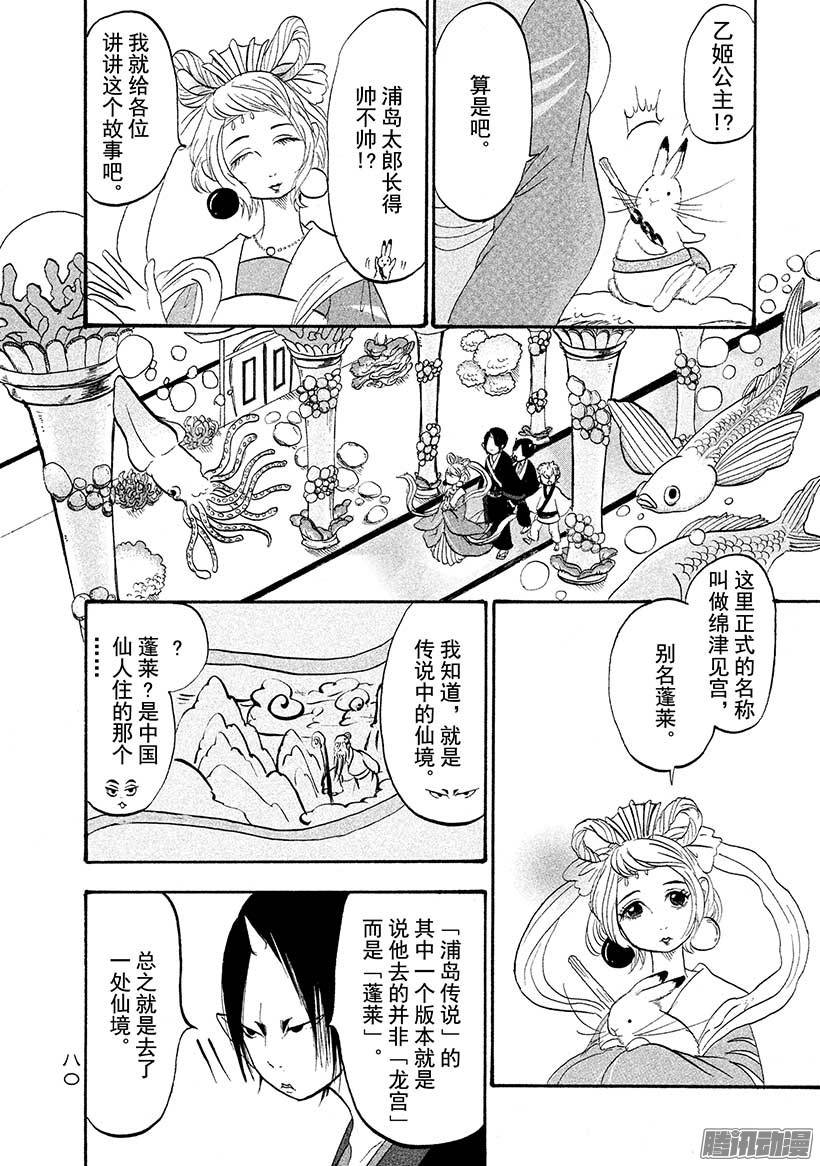 乙姬公主!?
算是吧。
浦岛太郎长得
帅不帅!?
我就给各位
讲讲这个故事吧。
这里正式的名称
叫做绵津见宫，
别名蓬莱。
我知道，就是
传说中的仙境。
？
蓬莱？是中国
仙人住的那个
……
「浦岛传说」的
其中一个版本就是
说他去的并非「龙宫」
而是「蓬莱」。
总之就是去了
一处仙境。
八〇
腾讯动漫